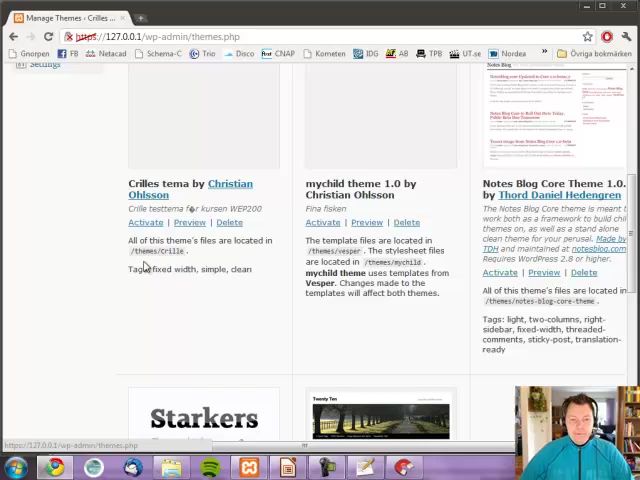 Manage Themes ‹ Crilles ...
https://127.0.0.1/wp-admin/themes.php
Gnorpen
FB
Netacad
Schema-C
Trio
Disco
CNAP
Kometen
IDG
AB
TPB
UT.se
Nordea
»
Övriga bokmärken
Settings
Notes Blog
Crilles tema by Christian
Ohlsson
Crille testtema f�r kursen WEP200
Activate | Preview | Delete
All of this theme's files are located in
/themes/Crille .
Tags: fixed width, simple, clean
mychild theme 1.0 by
Christian Ohlsson
Fina fisken
Activate | Preview | Delete
The template files are located in
/themes/vesper . The stylesheet
files are located in /themes/mychild .
mychild theme uses templates from
Vesper. Changes made to the
templates will affect both themes.
Notes Blog Core Theme 1.0.
by Thord Daniel Hedengren
The Notes Blog Core Theme is meant t
work both as a framework to build chil
themes on, as well as a stand alone
clean theme for your perusal. Made by
TDH and maintained at notesblog.com
Requires WordPress 2.8 or higher.
Activate | Preview | Delete
All of this theme's files are located in
/themes/notes-blog-core-theme .
Tags: light, two-columns, right-
sidebar, fixed-width, threaded-
comments, sticky-post, translation-
ready
Starkers
Twenty Ten
https://127.0.0.1/wp-admin/themes.php